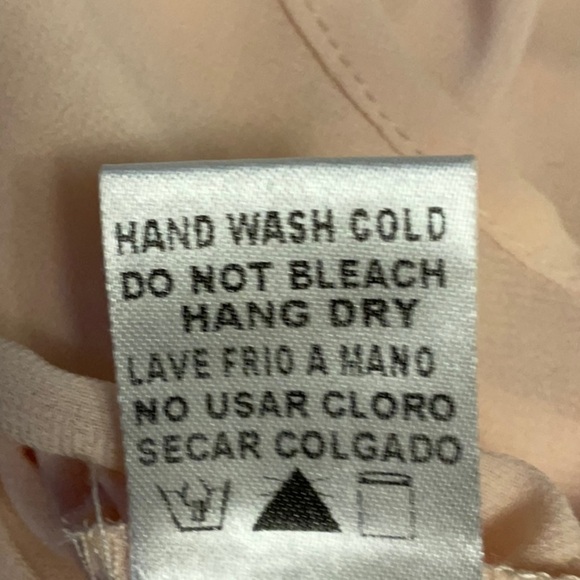 HAND WASH COLD
DO NOT BLEACH
HANG DRY
LAVE FRIO A MANO
NO USAR CLORO
SECAR COLGADO